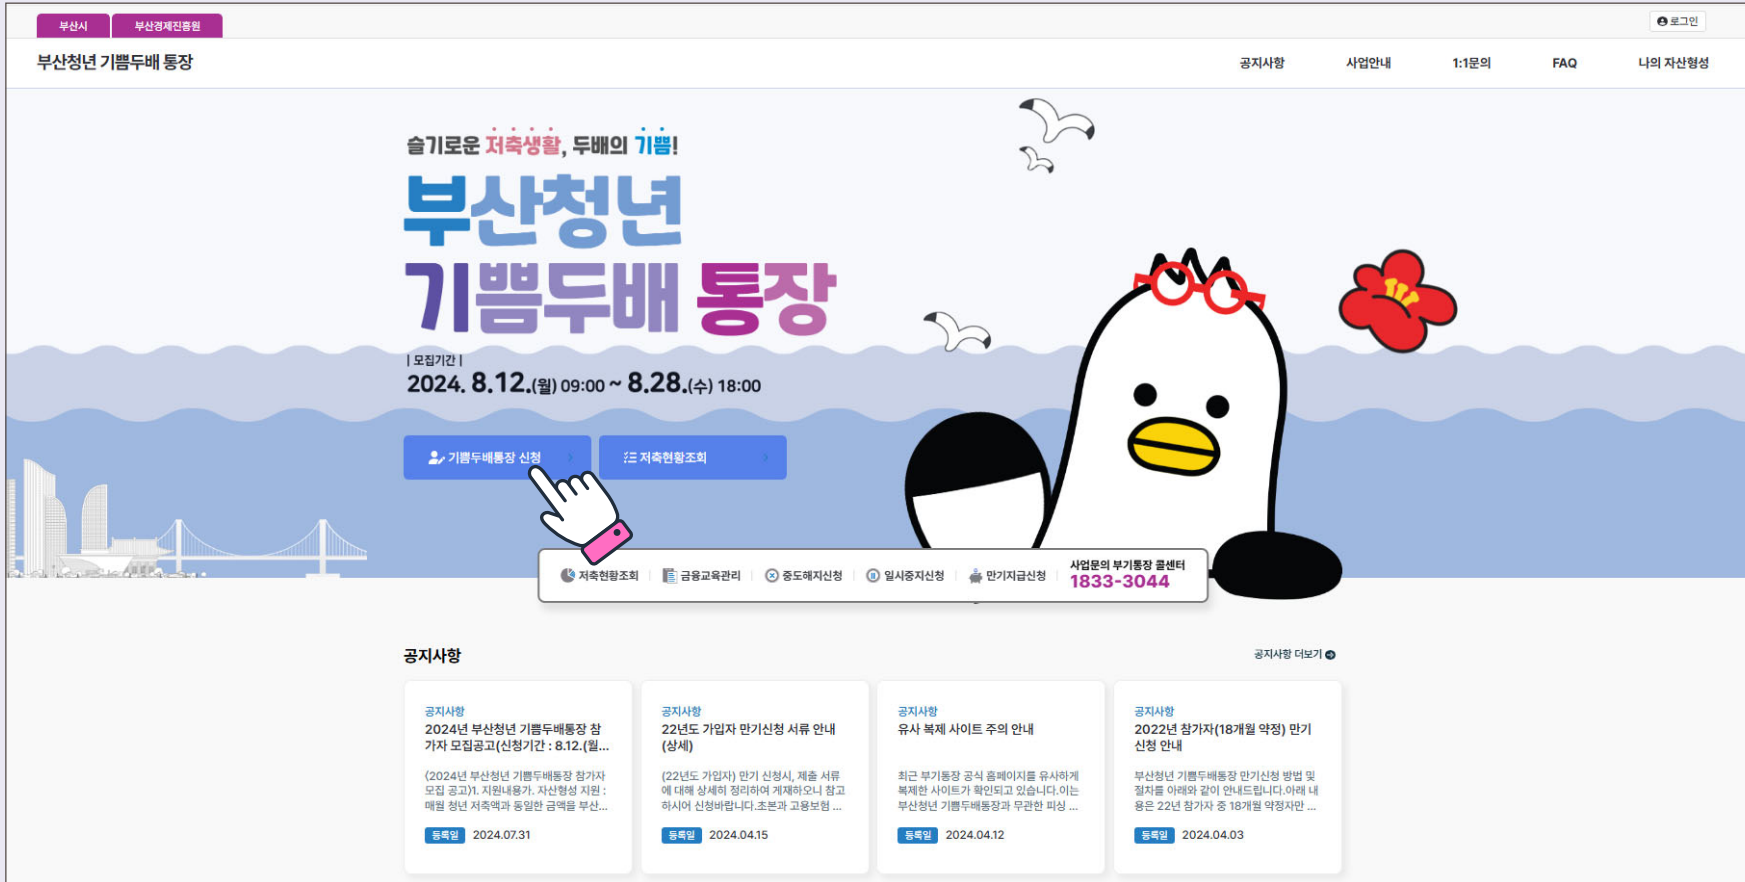 부산시
부산경제진흥원
로그인
부산청년 기쁨두배 통장
공지사항
사업안내
1:1문의
FAQ
나의 자산형성
슬기로운 저축생활, 두배의 기쁨!
부산청년
기쁨두배 통장
| 모집기간 |
2024. 8.12.(월) 09:00 ~ 8.28.(수) 18:00
기쁨두배통장 신청
저축현황조회
저축현황조회
금융교육관리
중도해지신청
일시중지신청
만기지급신청
사업문의 부기통장 콜센터
1833-3044
공지사항
공지사항 더보기
공지사항
2024년 부산청년 기쁨두배통장 참
가자 모집공고(신청기간 : 8.12.(월...
(2024년 부산청년 기쁨두배통장 참가자
모집 공고)1. 지원내용가. 자산형성 지원 :
매월 청년 저축액과 동일한 금액을 부산...
등록일 2024.07.31
공지사항
22년도 가입자 만기신청 서류 안내
(상세)
(22년도 가입자) 만기 신청시, 제출 서류
에 대해 상세히 정리하여 게재하오니 참고
하시어 신청바랍니다.초본과 고용보험 ...
등록일 2024.04.15
공지사항
유사 복제 사이트 주의 안내
최근 부기통장 공식 홈페이지를 유사하게
복제한 사이트가 확인되고 있습니다.이는
부산청년 기쁨두배통장과 무관한 피싱 ...
등록일 2024.04.12
공지사항
2022년 참가자(18개월 약정) 만기
신청 안내
부산청년 기쁨두배통장 만기신청 방법 및
절차를 아래와 같이 안내드립니다.아래 내
용은 22년 참가자 중 18개월 약정자만 ...
등록일 2024.04.03